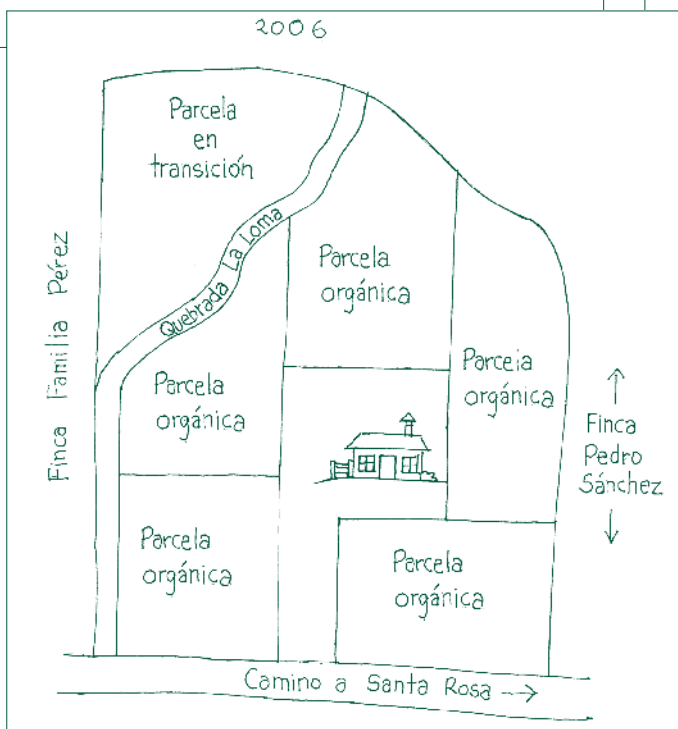 2006
Parcela
en
transición
Quebrada La Loma
Finca Familia Pérez
Parcela
orgánica
Parcela
orgánica
Parcela
orgánica
Finca
Pedro
Sánchez
Parcela
orgánica
Parcela
orgánica
Camino a Santa Rosa